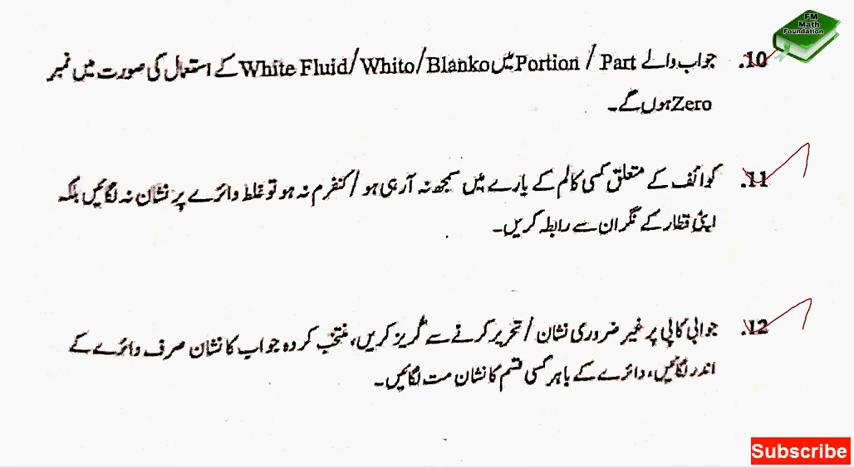 FM
Math
Foundation
10. جواب والے Portion / Part میں White Fluid/Whito/Blanko کے استعمال کی صورت میں نمبر
Zero ہوں گے۔
11. کوائف کے متعلق کسی کالم کے بارے میں سمجھ نہ آ رہی ہو / کنفرم نہ ہو تو غلط دائرے پر نشان نہ لگائیں بلکہ
اپنی قطار کے نگران سے رابطہ کریں۔
12. جوابی کاپی پر غیر ضروری نشان / تحریر کرنے سے گریز کریں، منتخب کردہ جواب کا نشان صرف دائرے کے
اندر لگائیں، دائرے کے باہر کسی قسم کا نشان مت لگائیں۔
Subscribe